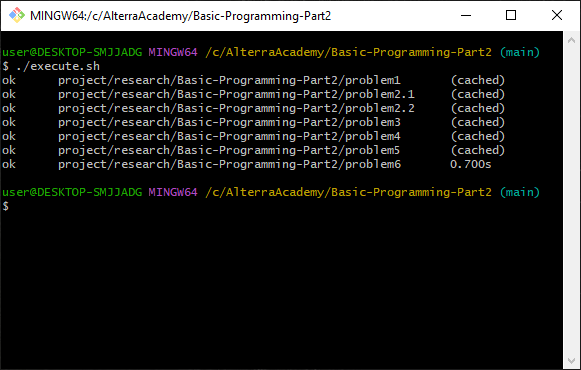 MINGW64:/c/AlterraAcademy/Basic-Programming-Part2
user@DESKTOP-SMJJADG MINGW64 /c/AlterraAcademy/Basic-Programming-Part2 (main)
$ ./execute.sh
ok project/research/Basic-Programming-Part2/problem1 (cached)
ok project/research/Basic-Programming-Part2/problem2.1 (cached)
ok project/research/Basic-Programming-Part2/problem2.2 (cached)
ok project/research/Basic-Programming-Part2/problem3 (cached)
ok project/research/Basic-Programming-Part2/problem4 (cached)
ok project/research/Basic-Programming-Part2/problem5 (cached)
ok project/research/Basic-Programming-Part2/problem6 0.700s
user@DESKTOP-SMJJADG MINGW64 /c/AlterraAcademy/Basic-Programming-Part2 (main)
$